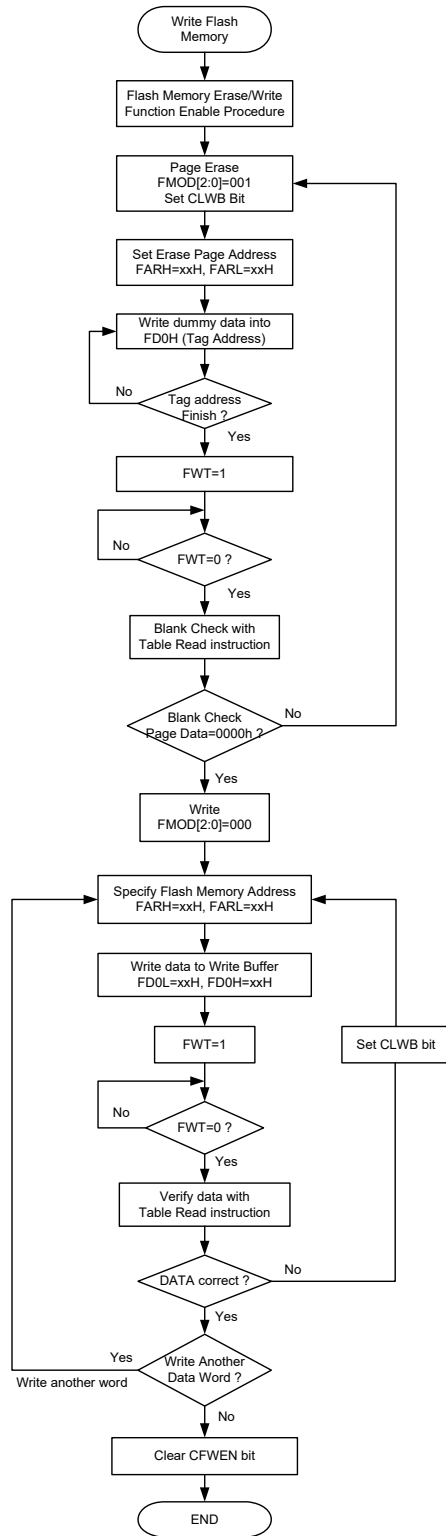 Write Flash
Memory
Flash Memory Erase/Write
Function Enable Procedure
Page Erase
FMOD[2:0]=001
Set CLWB Bit
Set Erase Page Address
FARH=xxH, FARL=xxH
Write dummy data into
FD0H (Tag Address)
No
Tag address
Finish ?
Yes
FWT=1
No
FWT=0 ?
Yes
Blank Check with
Table Read instruction
No
Blank Check
Page Data=0000h ?
Yes
Write
FMOD[2:0]=000
Specify Flash Memory Address
FARH=xxH, FARL=xxH
Write data to Write Buffer
FD0L=xxH, FD0H=xxH
FWT=1
Set CLWB bit
No
FWT=0 ?
Yes
Verify data with
Table Read instruction
No
DATA correct ?
Yes
Yes
Write Another
Data Word ?
Write another word
No
Clear CFWEN bit
END